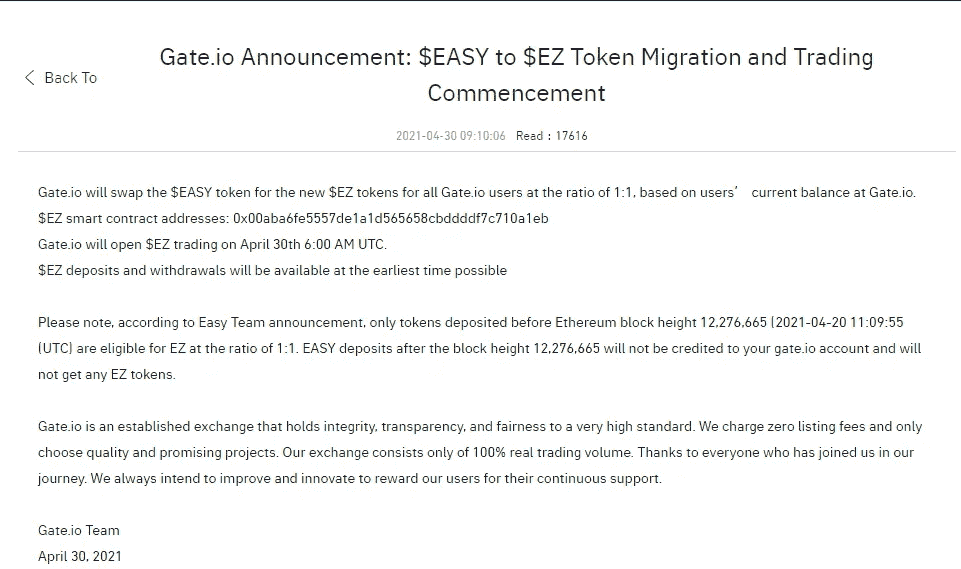 Gate.io Announcement: $EASY to $EZ Token Migration and Trading
Commencement
Back To
2021-04-30 09:10:06 Read : 17616
Gate.io will swap the $EASY token for the new $EZ tokens for all Gate.io users at the ratio of 1:1, based on users’ current balance at Gate.io.
$EZ smart contract addresses: 0x00aba6fe5557de1a1d565658cbddddf7c710a1eb
Gate.io will open $EZ trading on April 30th 6:00 AM UTC.
$EZ deposits and withdrawals will be available at the earliest time possible
Please note, according to Easy Team announcement, only tokens deposited before Ethereum block height 12,276,665 (2021-04-20 11:09:55
(UTC) are eligible for EZ at the ratio of 1:1. EASY deposits after the block height 12,276,665 will not be credited to your gate.io account and will
not get any EZ tokens.
Gate.io is an established exchange that holds integrity, transparency, and fairness to a very high standard. We charge zero listing fees and only
choose quality and promising projects. Our exchange consists only of 100% real trading volume. Thanks to everyone who has joined us in our
journey. We always intend to improve and innovate to reward our users for their continuous support.
Gate.io Team
April 30, 2021